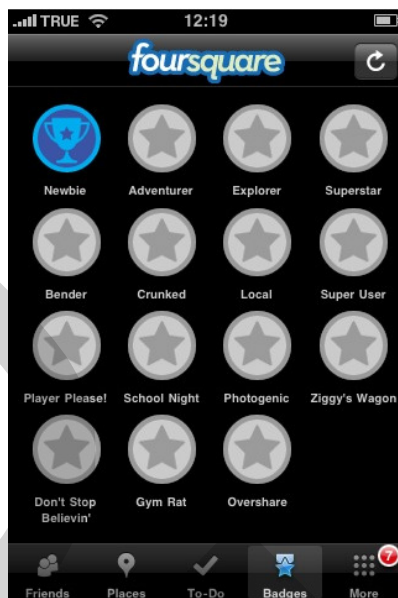 TRUE 12:19
foursquare
Newbie Adventurer Explorer Superstar
Bender Crunked Local Super User
Player Please! School Night Photogenic Ziggy's Wagon
Don't Stop Gym Rat Overshare
Believin'
7
Friends Places To-Do Badges More